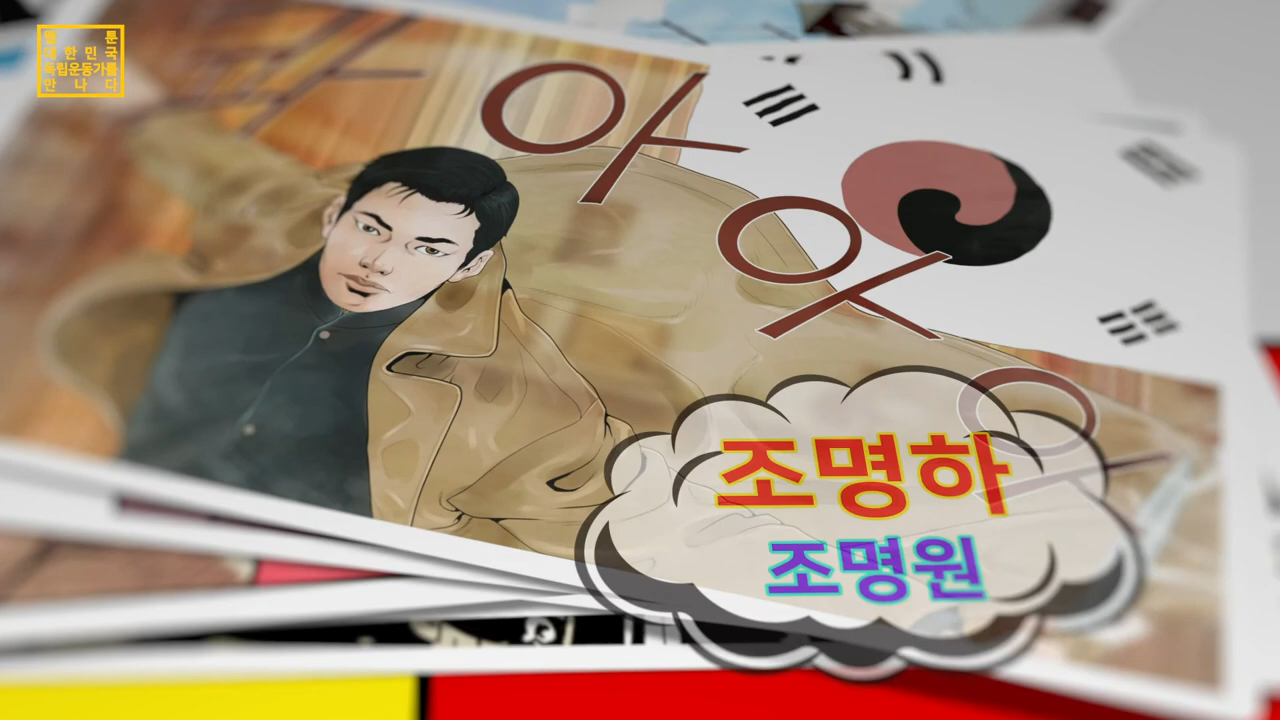 웹 툰
대 한 민 국
독립운동가를
만 나 다
아
오
아
조명하
조명원